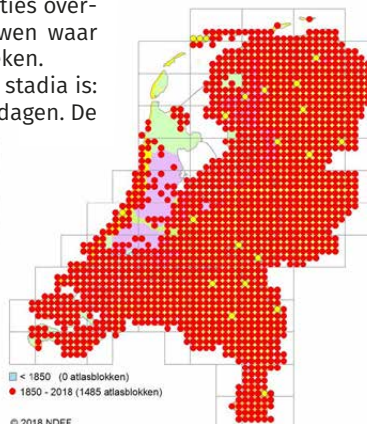 ties over-
wen waar
ken.
stadia is:
dagen. De
< 1850 (0 atlasblokken)
1850 - 2018 (1485 atlasblokken)
© 2018 NDFF